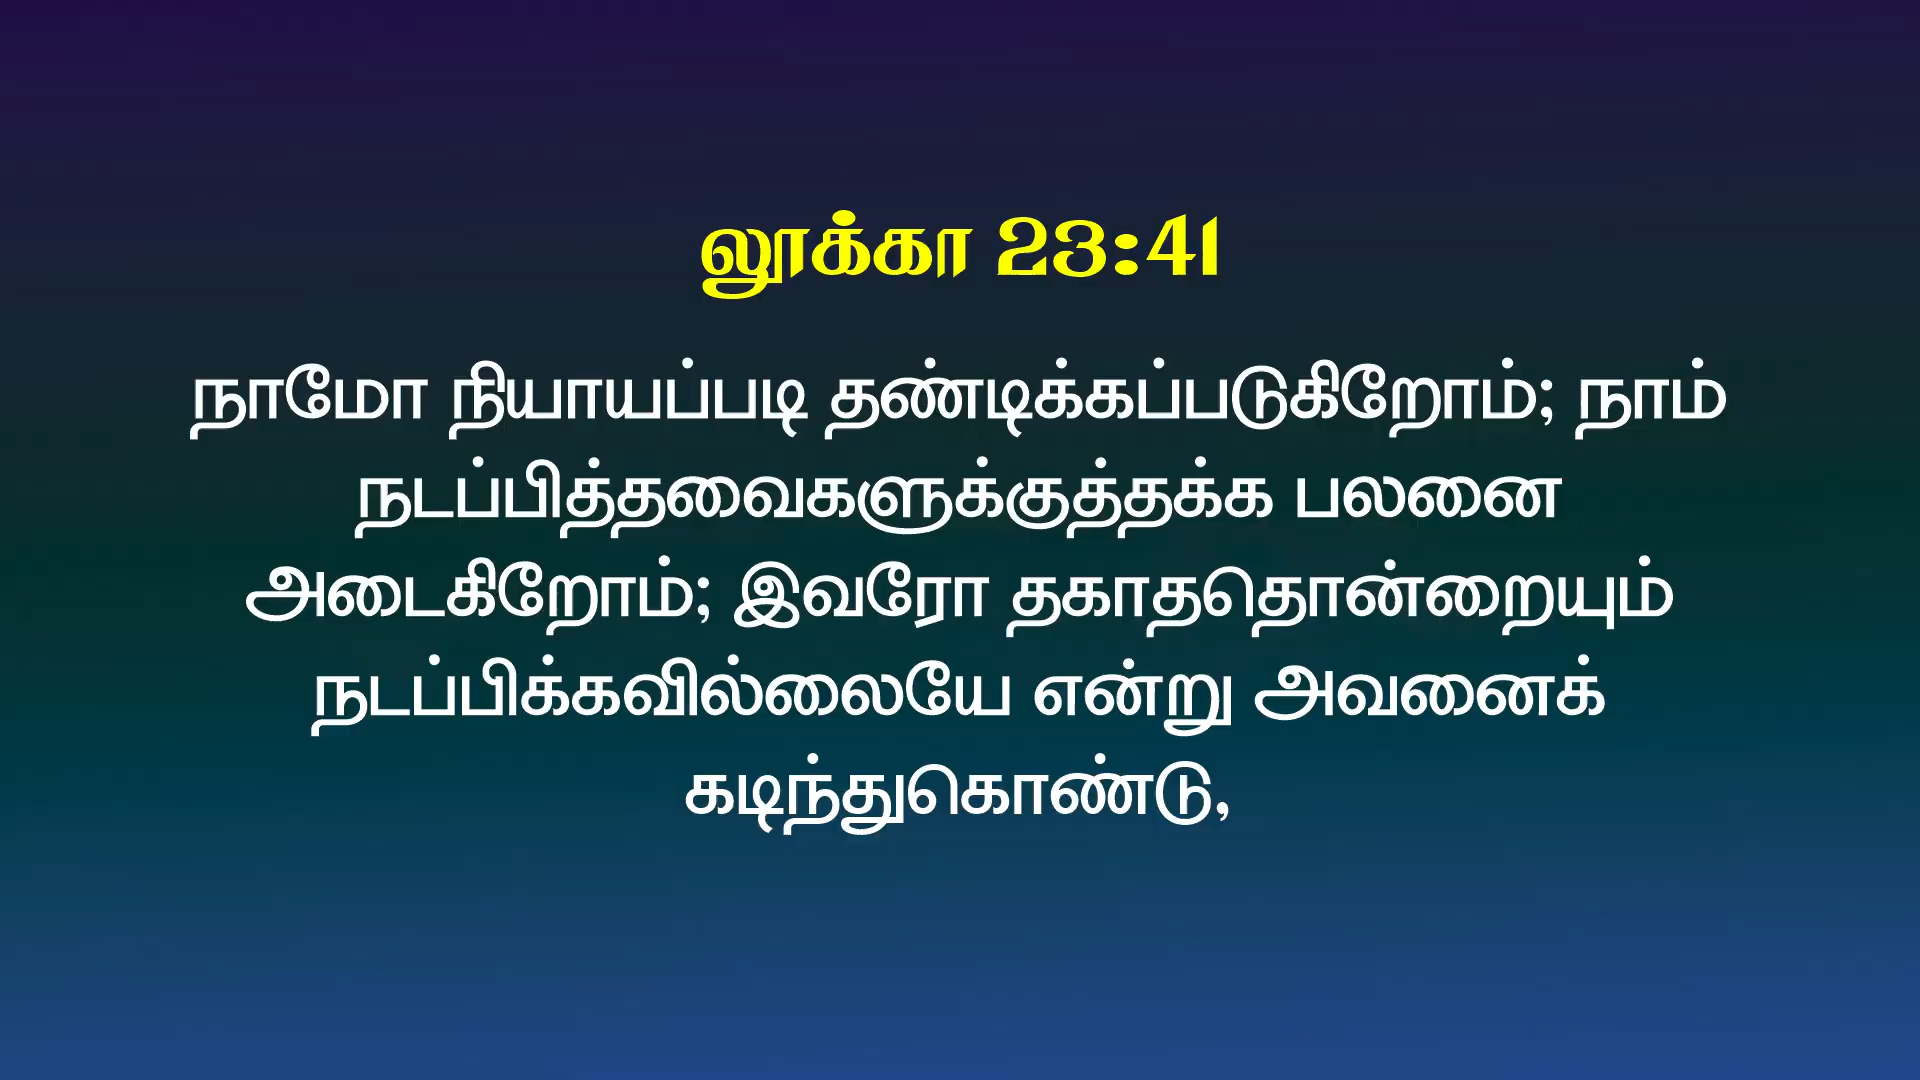 லூக்கா 23:41
நாமோ நியாயப்படி தண்டிக்கப்படுகிறோம்; நாம்
நடப்பித்தவைகளுக்குத்தக்க பலனை
அடைகிறோம்; இவரோ தகாததொன்றையும்
நடப்பிக்கவில்லையே என்று அவனைக்
கடிந்துகொண்டு,